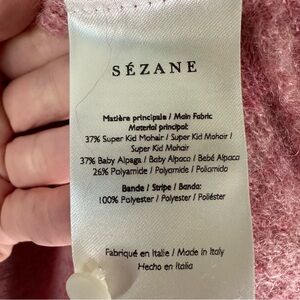 SÉZANE
Matière principale / Main Fabric
Material principal:
37% Super Kid Mohair / Super Kid Mohair /
Super Kid Mohair
37% Baby Alpaga / Baby Alpaca / Bebé Alpaca
26% Polyamide / Polyamide / Poliamida
Bande / Stripe / Banda:
100% Polyester / Polyester / Poliéster
Fabriqué en Italie / Made in Italy
Hecho en Italia